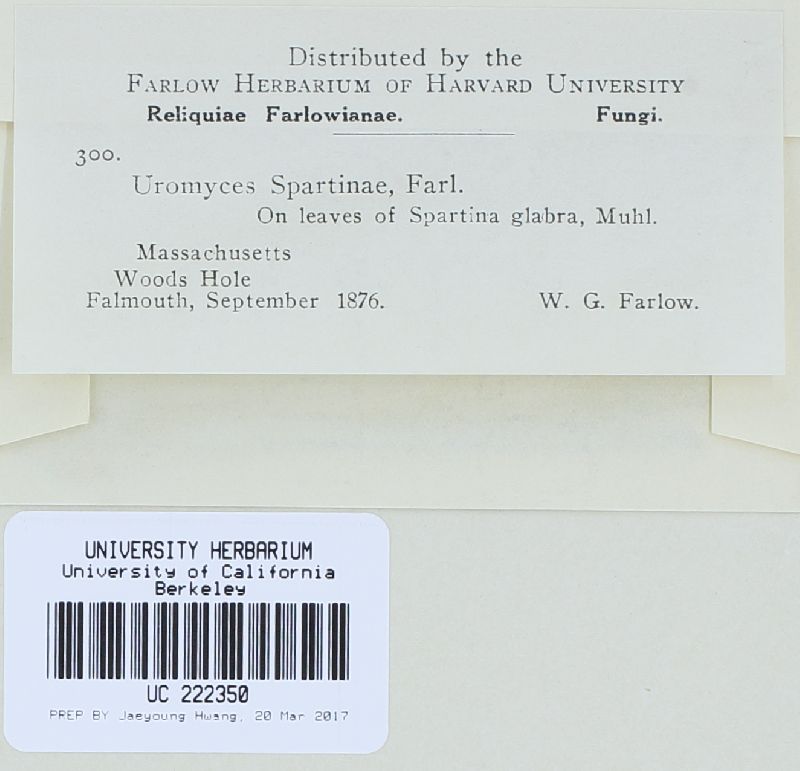 Distributed by the
FARLOW HERBARIUM OF HARVARD UNIVERSITY
Reliquiae Farlowianae. Fungi.
300.
Uromyces Spartinae, Farl.
On leaves of Spartina glabra, Muhl.
Massachusetts
Woods Hole
Falmouth, September 1876. W. G. Farlow.
UNIVERSITY HERBARIUM
University of California
Berkeley
UC 222350
PREP BY Jaeyoung Hwang, 20 Mar 2017